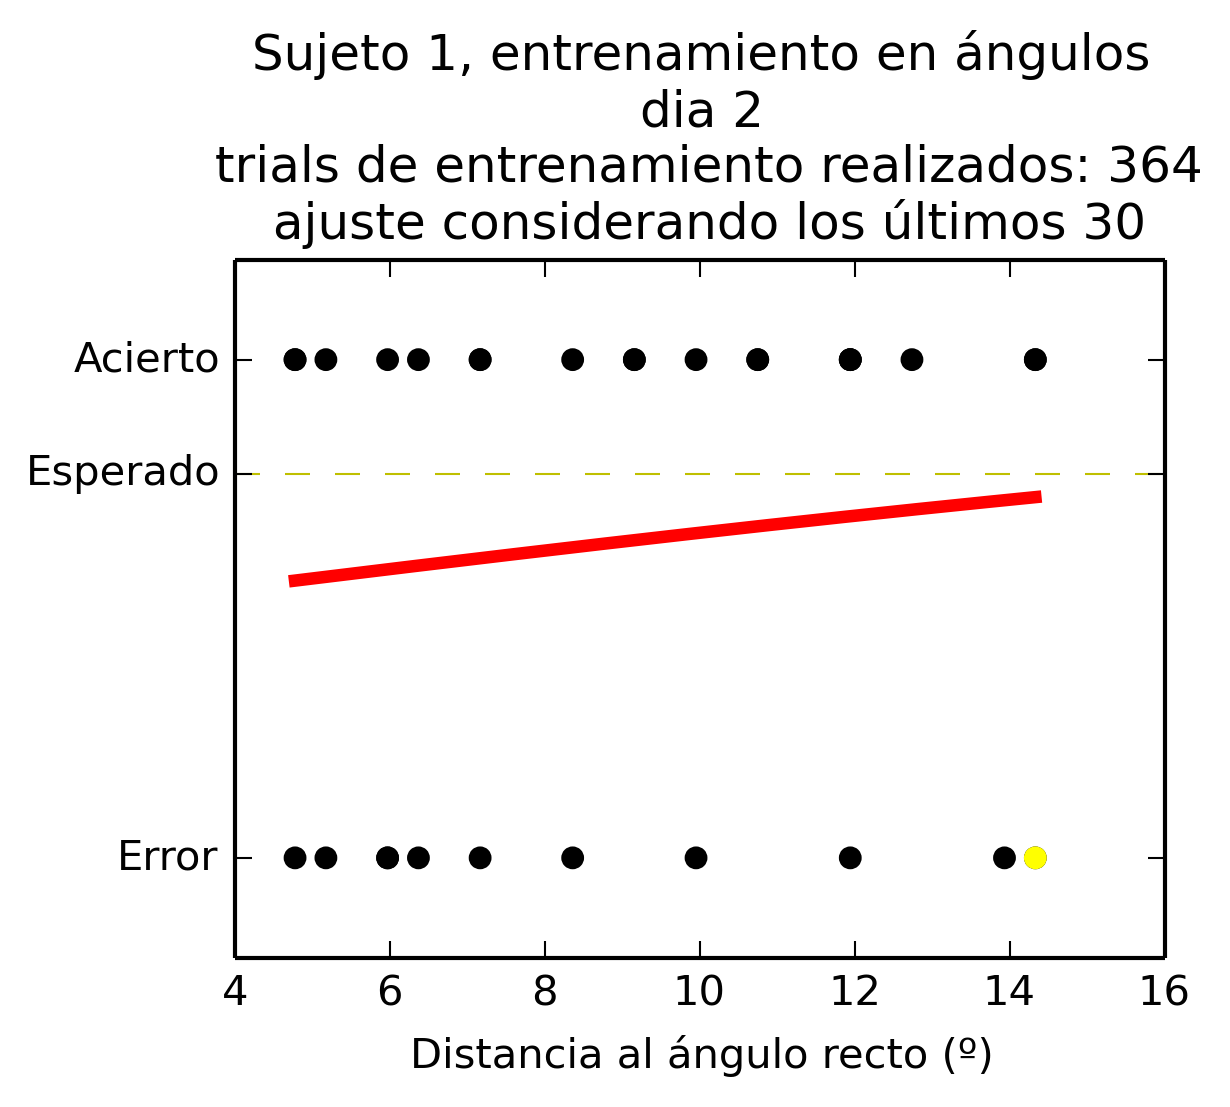 Sujeto 1, entrenamiento en ángulos
dia 2
trials de entrenamiento realizados: 364
ajuste considerando los últimos 30
Acierto
Esperado
Error
4 6 8 10 12 14 16
Distancia al ángulo recto (º)